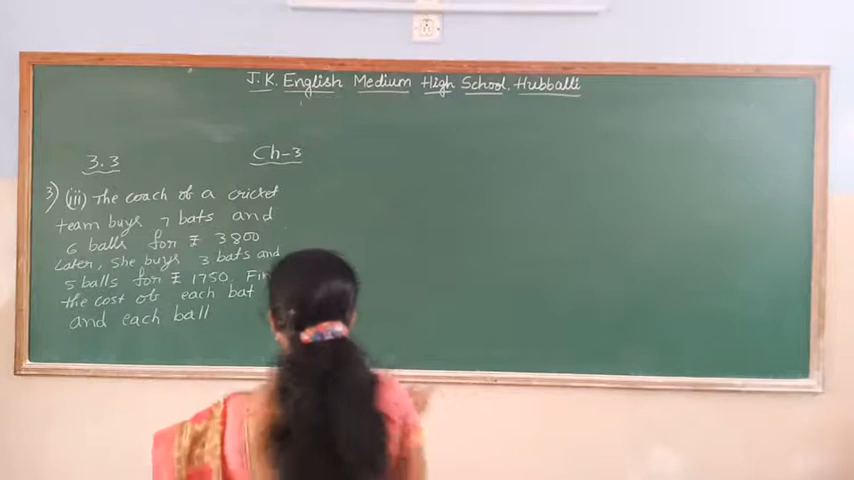 J.K. English Medium High School, Hubballi
3.3
Ch-3
3) (iii) The coach of a cricket
team buys 7 bats and
6 balls for ₹ 3800
Later, she buys 3 bats and
5 balls for ₹ 1750.
the cost of each bat
and each ball